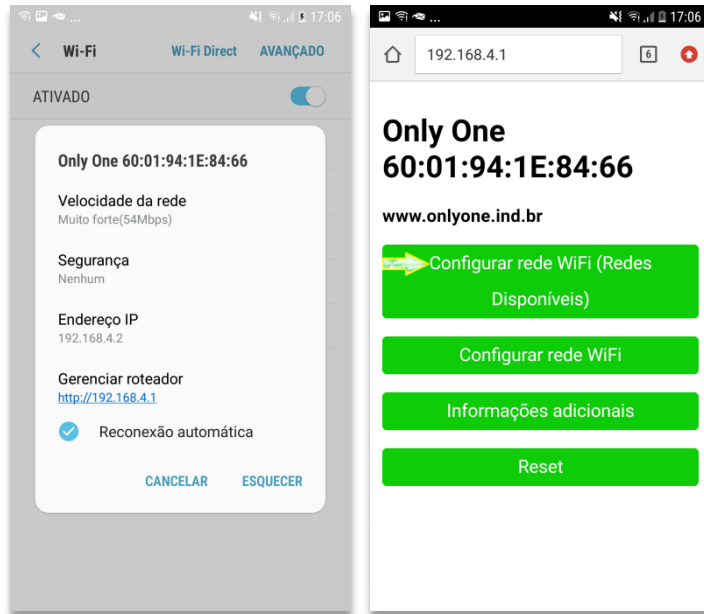 ... 17:06
Wi-Fi Wi-Fi Direct AVANÇADO
ATIVADO
Only One 60:01:94:1E:84:66
Velocidade da rede
Muito forte(54Mbps)
Segurança
Nenhum
Endereço IP
192.168.4.2
Gerenciar roteador
http://192.168.4.1
Reconexão automática
CANCELAR ESQUECER
... 17:06
192.168.4.1 6
Only One
60:01:94:1E:84:66
www.onlyone.ind.br
Configurar rede WiFi (Redes
Disponíveis)
Configurar rede WiFi
Informações adicionais
Reset